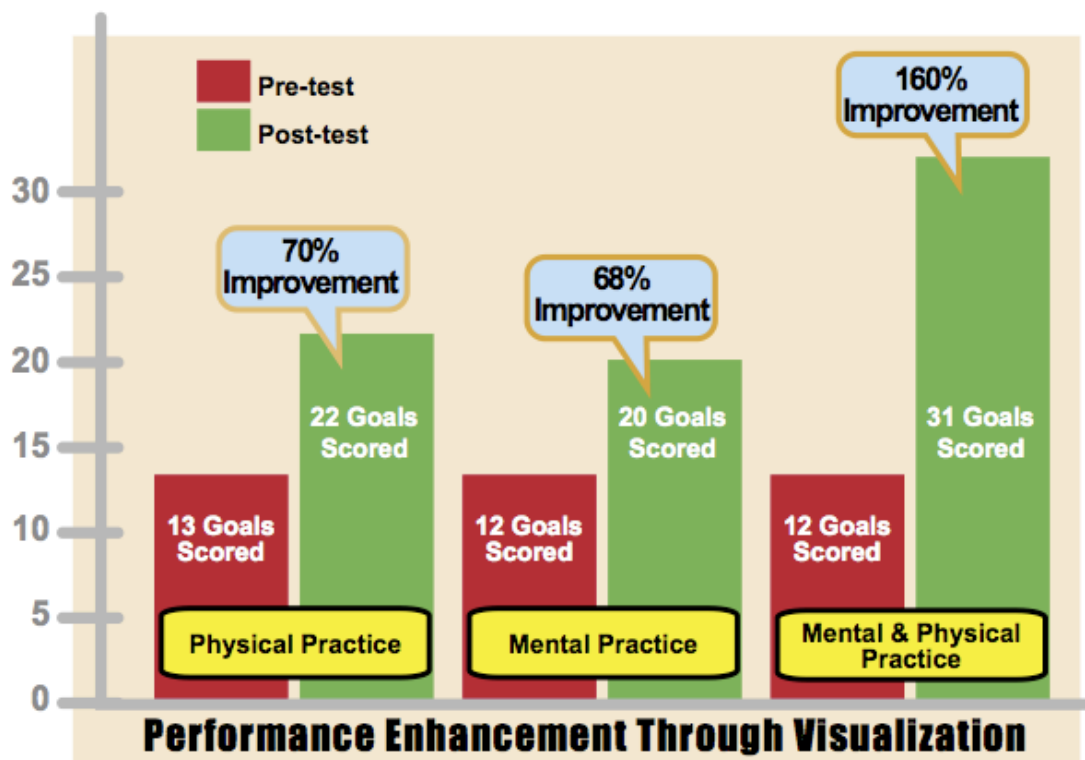 Pre-test
Post-test
160%
Improvement
70%
Improvement
68%
Improvement
30
25
20
15
10
5
0
22 Goals
Scored
20 Goals
Scored
31 Goals
Scored
13 Goals
Scored
12 Goals
Scored
12 Goals
Scored
Physical Practice
Mental Practice
Mental & Physical
Practice
Performance Enhancement Through Visualization